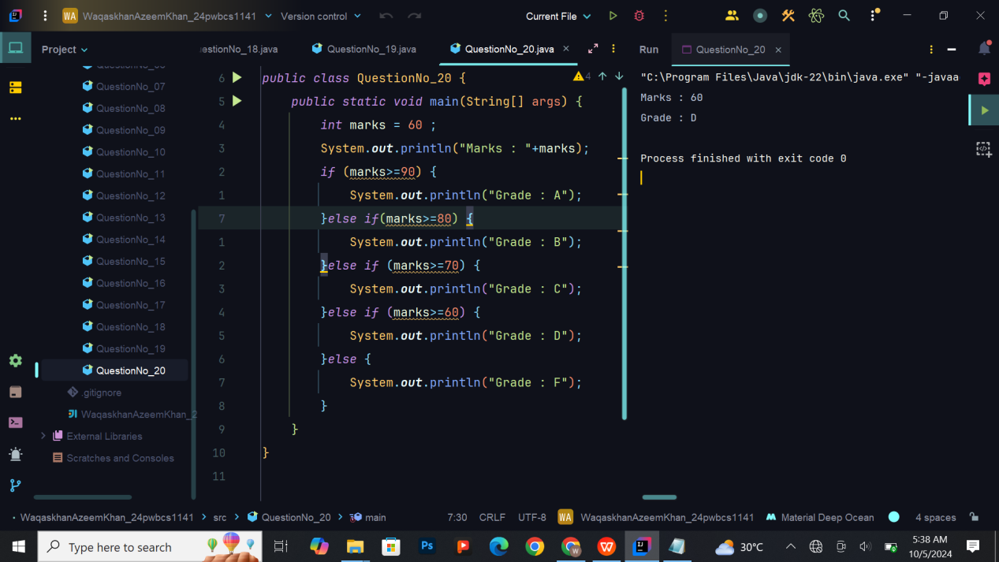 WA WaqaskhanAzeemKhan_24pwbcs1141 Version control Current File
Project estionNo_18.java QuestionNo_19.java QuestionNo_20.java Run QuestionNo_20
QuestionNo_07
QuestionNo_08
QuestionNo_09
QuestionNo_10
QuestionNo_11
QuestionNo_12
QuestionNo_13
QuestionNo_14
QuestionNo_15
QuestionNo_16
QuestionNo_17
QuestionNo_18
QuestionNo_19
QuestionNo_20
.gitignore
WaqaskhanAzeemKhan_2
External Libraries
Scratches and Consoles
4
6 public class QuestionNo_20 {
5 public static void main(String[] args) {
4 int marks = 60 ;
3 System.out.println("Marks : "+marks);
2 if (marks>=90) {
1 System.out.println("Grade : A");
7 }else if(marks>=80) {
1 System.out.println("Grade : B");
2 }else if (marks>=70) {
3 System.out.println("Grade : C");
4 }else if (marks>=60) {
5 System.out.println("Grade : D");
6 }else {
7 System.out.println("Grade : F");
8 }
9 }
10 }
11
"C:\Program Files\Java\jdk-22\bin\java.exe" "-javaa
Marks : 60
Grade : D
Process finished with exit code 0
WaqaskhanAzeemKhan_24pwbcs1141 src QuestionNo_20 main 7:30 CRLF UTF-8 WA WaqaskhanAzeemKhan_24pwbcs1141 Material Deep Ocean 4 spaces
Type here to search Ps W W 30°C 5:38 AM
10/5/2024